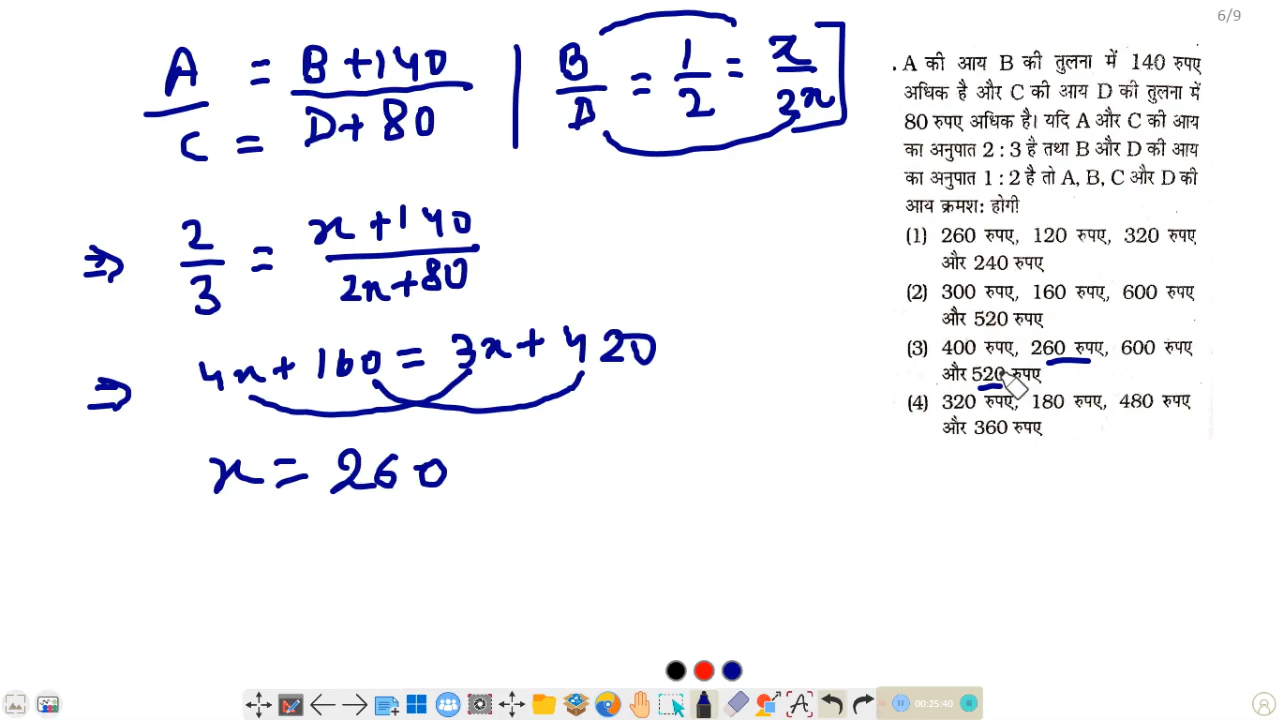 6/9
A = B + 140 | B = 1 = x
C = D + 80 | D 2 2x
⇒ 2 = x + 140
3 2x + 80
⇒ 4x + 160 = 3x + 420
x = 260
. A की आय B की तुलना में 140 रुपए
अधिक है और C की आय D की तुलना में
80 रुपए अधिक है। यदि A और C की आय
का अनुपात 2 : 3 है तथा B और D की आय
का अनुपात 1 : 2 है तो A, B, C और D की
आय क्रमश: होगी!
(1) 260 रुपए, 120 रुपए, 320 रुपए
और 240 रुपए
(2) 300 रुपए, 160 रुपए, 600 रुपए
और 520 रुपए
(3) 400 रुपए, 260 रुपए, 600 रुपए
और 520 रुपए
(4) 320 रुपए, 180 रुपए, 480 रुपए
और 360 रुपए
00:25:40